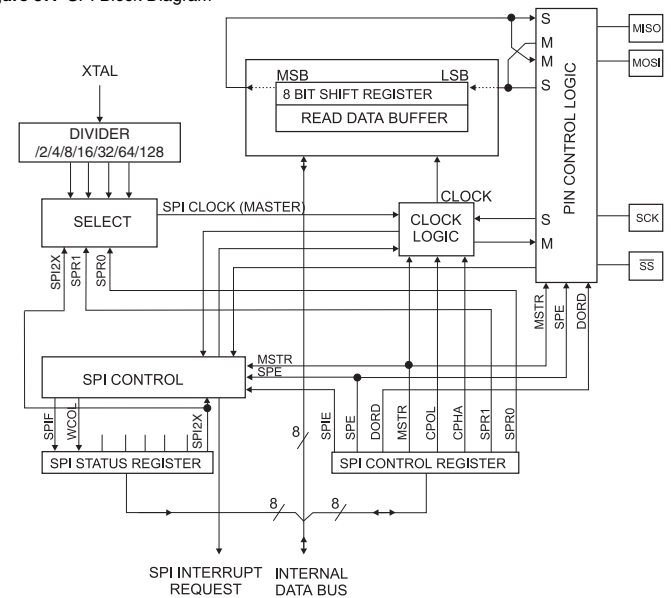 SPI Block Diagram
S
MISO
M
MOSI
M
XTAL
MSB
LSB
S
8 BIT SHIFT REGISTER
READ DATA BUFFER
DIVIDER
/2/4/8/16/32/64/128
PIN CONTROL LOGIC
SPI CLOCK (MASTER)
CLOCK
SELECT
CLOCK
LOGIC
S
SCK
M
SS
SPI2X
SPR1
SPR0
MSTR
SPE
DORD
MSTR
SPE
SPI CONTROL
SPIF
WCOL
SPI2X
8
SPIE
SPE
DORD
MSTR
CPOL
CPHA
SPR1
SPR0
SPI STATUS REGISTER
SPI CONTROL REGISTER
8
8
SPI INTERRUPT
REQUEST
INTERNAL
DATA BUS